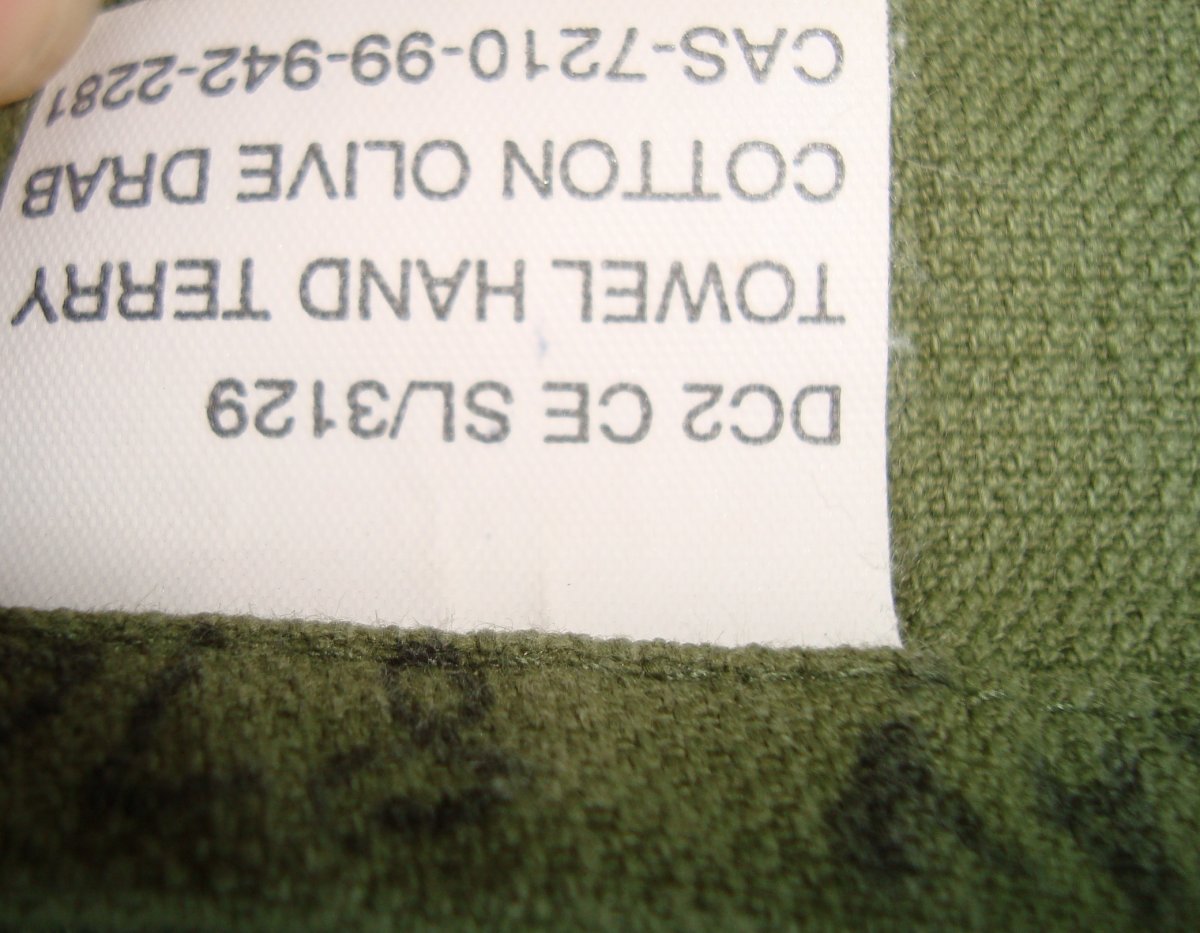 DC2 CE SL/3129
TOWEL HAND TERRY
COTTON OLIVE DRAB
CAS-7210-99-942-2281